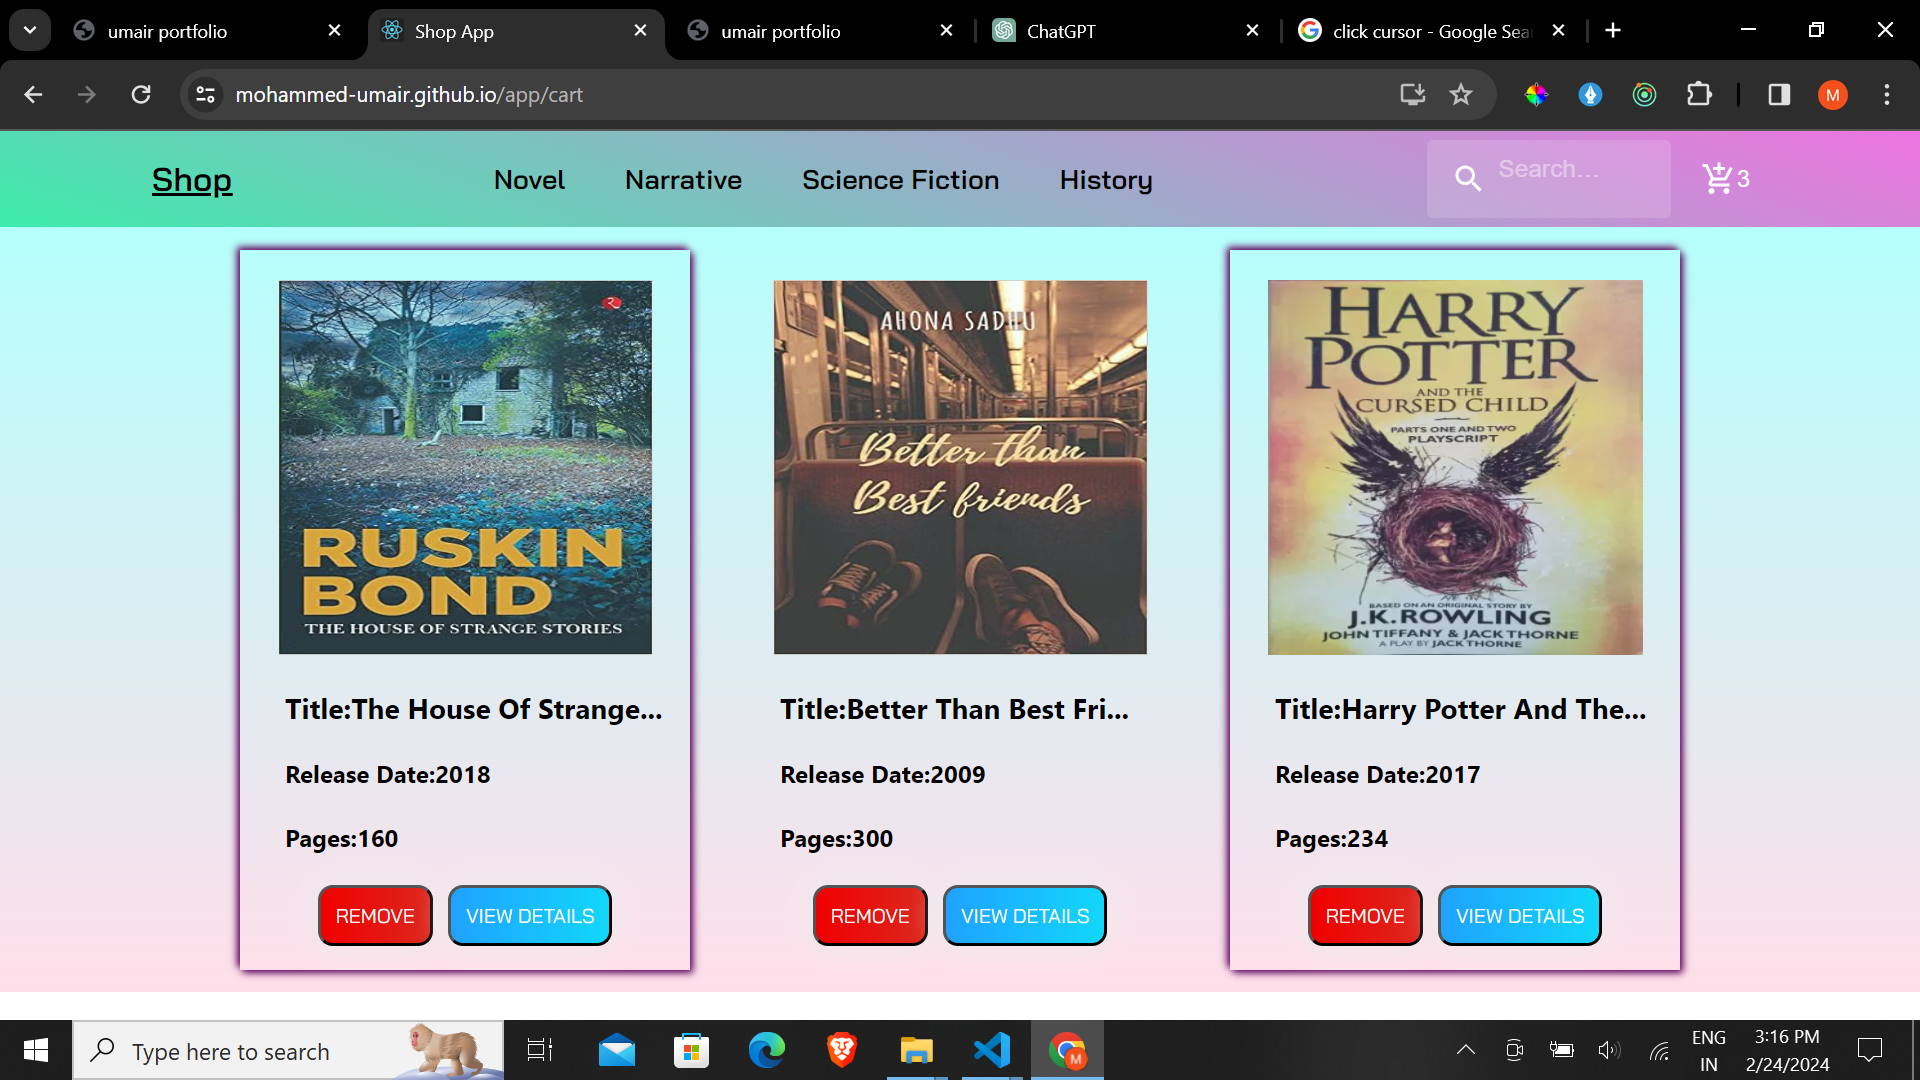 umair portfolio
Shop App
umair portfolio
ChatGPT
click cursor - Google Sear
mohammed-umair.github.io/app/cart
M
Shop
Novel
Narrative
Science Fiction
History
Search...
3
RUSKIN
BOND
THE HOUSE OF STRANGE STORIES
AHONA SADHU
Better than
Best friends
HARRY
POTTER
AND THE
CURSED CHILD
PARTS ONE AND TWO
PLAYSCRIPT
BASED ON AN ORIGINAL STORY BY
J.K.ROWLING
JOHN TIFFANY & JACK THORNE
A PLAY BY JACK THORNE
Title:The House Of Strange...
Release Date:2018
Pages:160
REMOVE
VIEW DETAILS
Title:Better Than Best Fri...
Release Date:2009
Pages:300
REMOVE
VIEW DETAILS
Title:Harry Potter And The...
Release Date:2017
Pages:234
REMOVE
VIEW DETAILS
Type here to search
M
ENG
IN
3:16 PM
2/24/2024